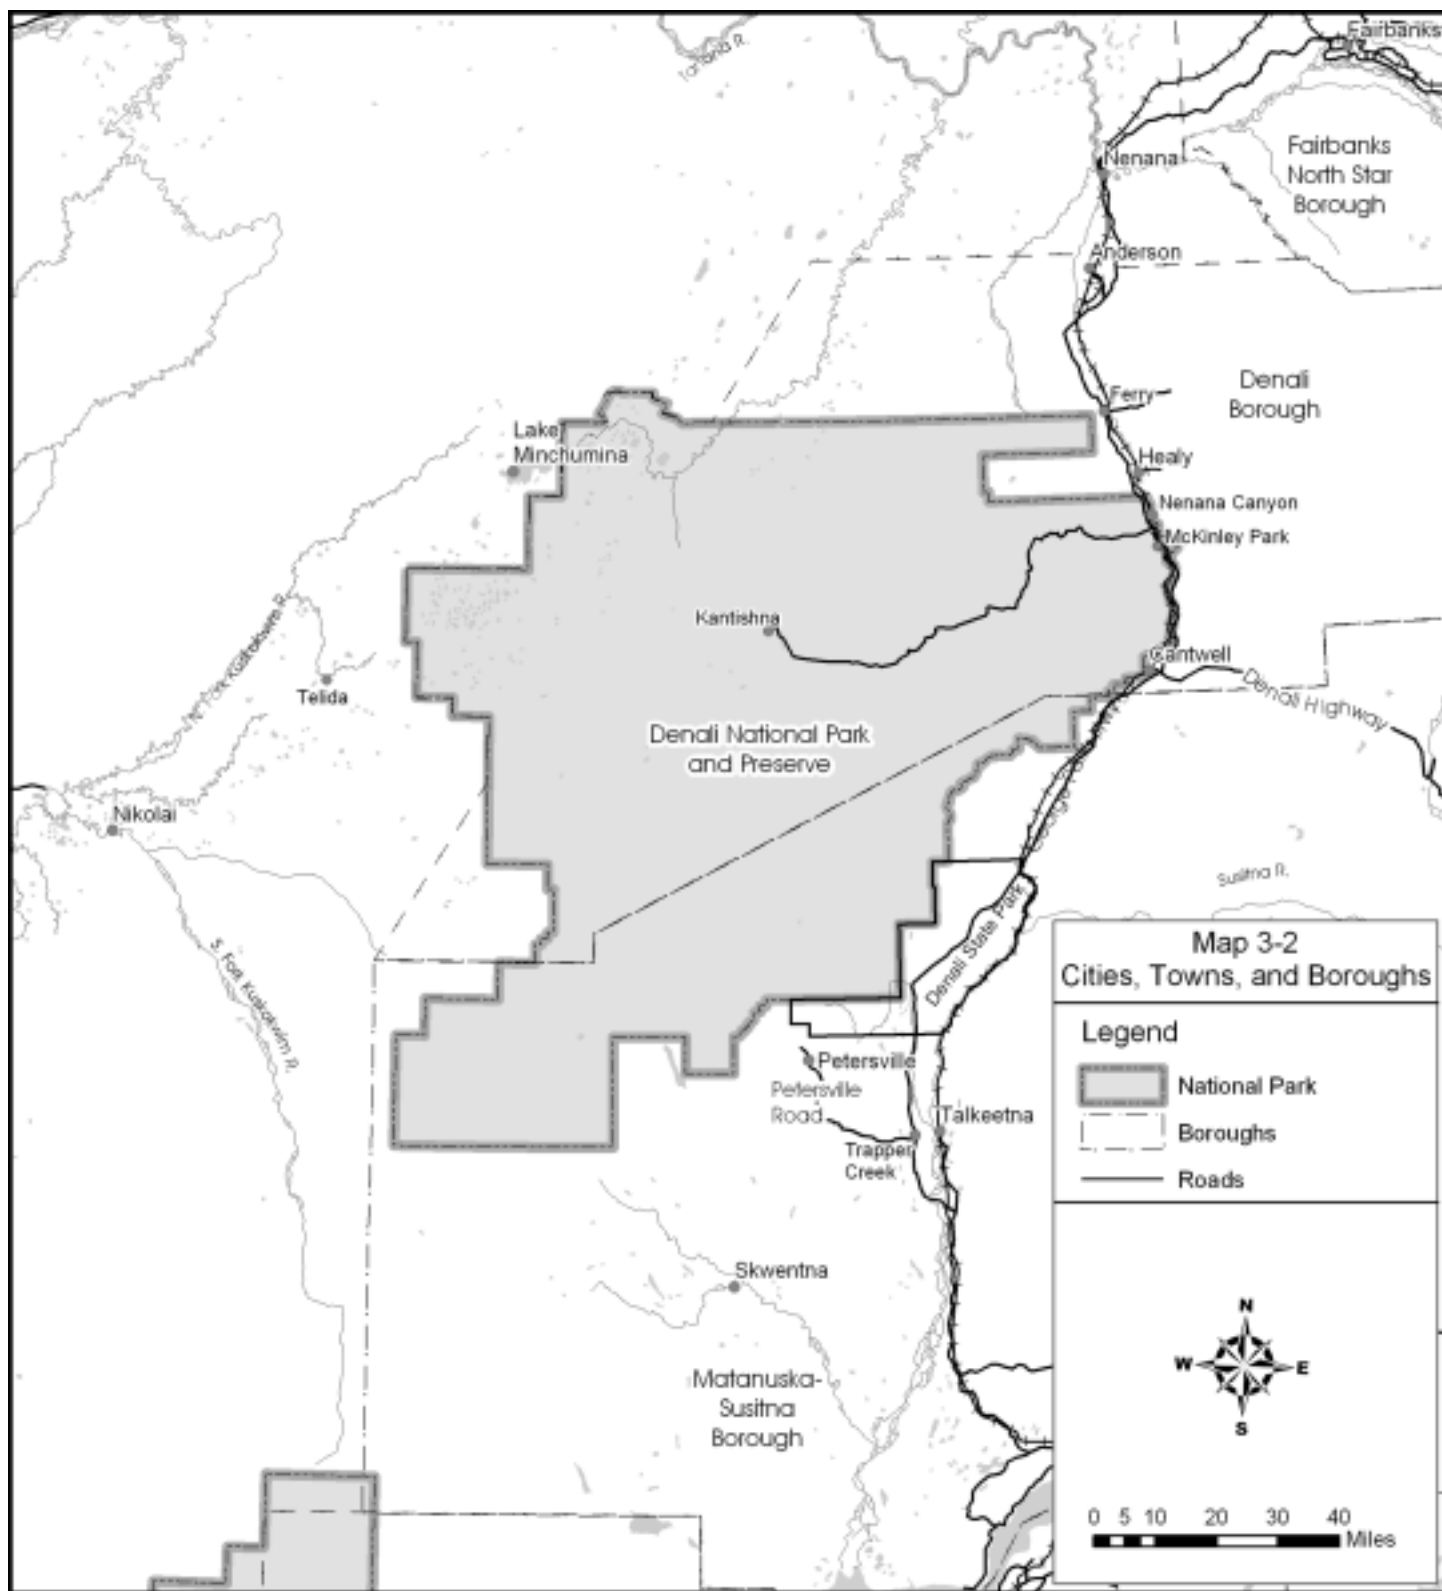 Tanana R.
Fairbanks
Nenana
Fairbanks
North Star
Borough
Anderson
Denali
Borough
Ferry
Lake
Minchumina
Healy
Nenana Canyon
McKinley Park
Kantishna
N. Fork Kuskokwim R.
Cantwell
Telida
Denali Highway
Denali National Park
and Preserve
Nikolai
Susitna R.
S. Fork Kuskokwim R.
Denali State Park
Petersville
Petersville
Road
Talkeetna
Trapper
Creek
Skwentna
Matanuska-
Susitna
Borough
Map 3-2
Cities, Towns, and Boroughs
Legend
National Park
Boroughs
Roads
N
W E
S
0 5 10 20 30 40
Miles